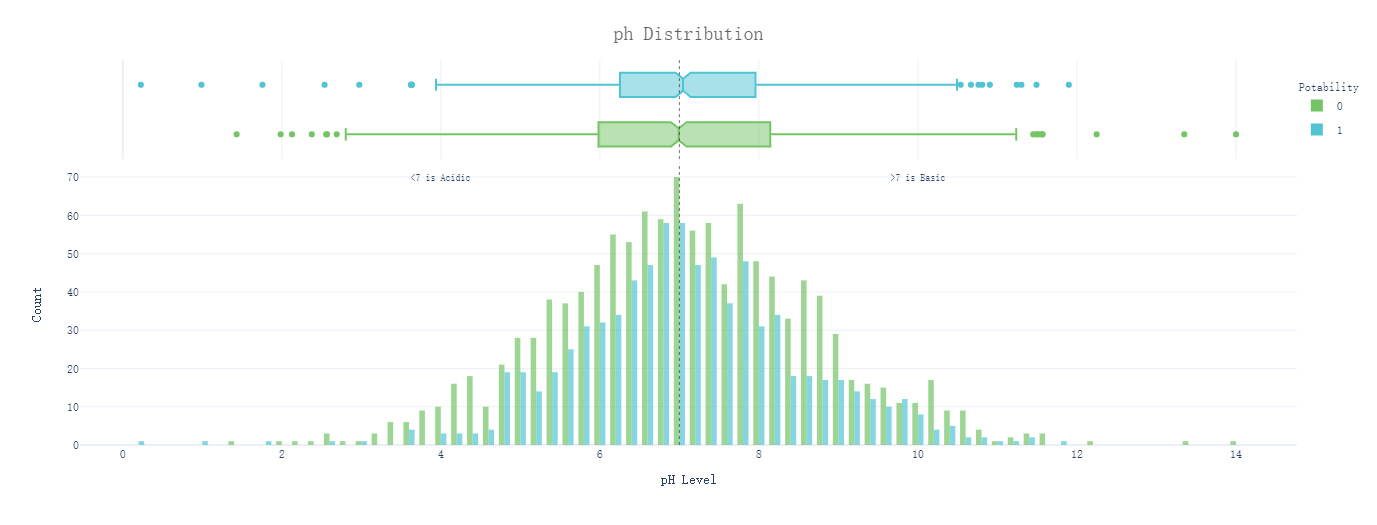 ph Distribution
Potability
0
1
<7 is Acidic
>7 is Basic
70
60
50
40
30
20
10
0
Count
0 2 4 6 8 10 12 14
pH Level